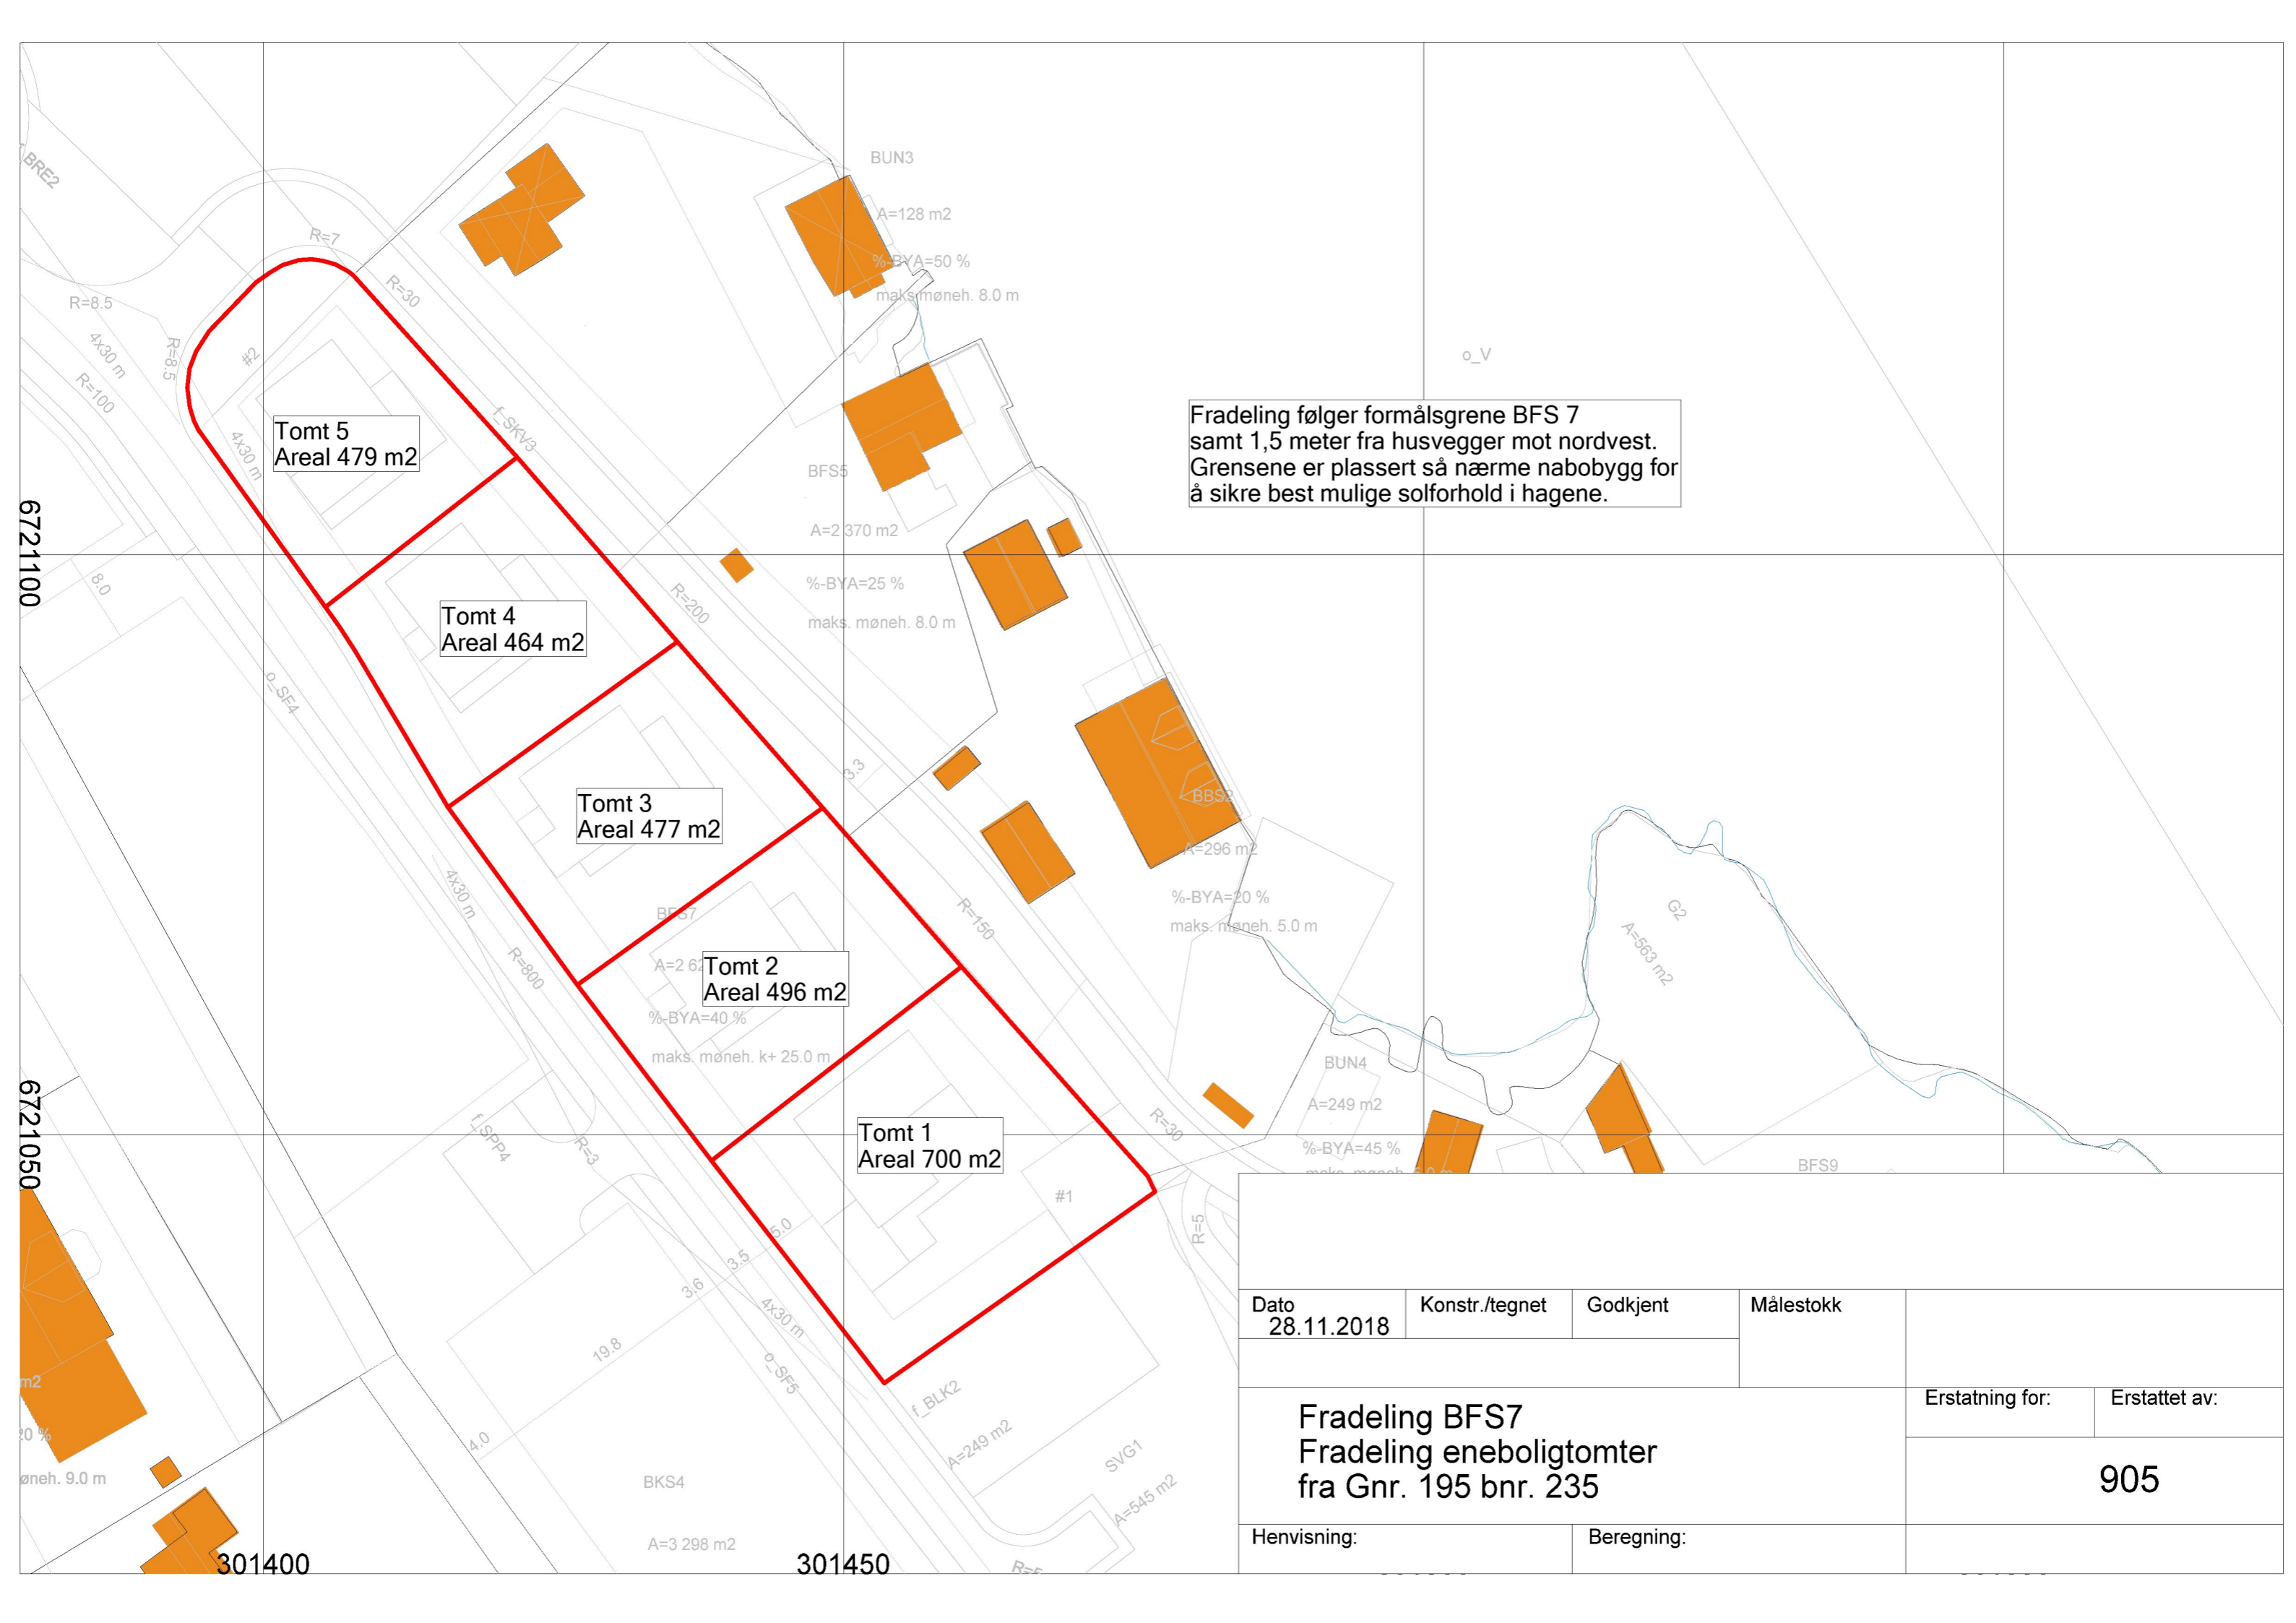 BRE2
BUN3
A=128 m2
%-BYA=50 %
maks møneh. 8.0 m
R=7
R=30
R=8.5
R=8.5
4x30 m
R=100
#2
4x30 m
f_SKV3
o_V
Tomt 5
Areal 479 m2
Fradeling følger formålsgrene BFS 7
samt 1,5 meter fra husvegger mot nordvest.
Grensene er plassert så nærme nabobygg for
å sikre best mulige solforhold i hagene.
BFS5
A=2 370 m2
%-BYA=25 %
maks. møneh. 8.0 m
6721100
8.0
R=200
Tomt 4
Areal 464 m2
o_SF4
3.3
Tomt 3
Areal 477 m2
BBS2
A=296 m2
%-BYA=20 %
maks. møneh. 5.0 m
4x30 m
BFS7
R=800
R=150
G2
A=563 m2
A=2 62
Tomt 2
Areal 496 m2
%-BYA=40 %
maks. møneh. k+ 25.0 m
BUN4
A=249 m2
%-BYA=45 %
6721050
f_SPP4
R=3
R=30
Tomt 1
Areal 700 m2
BFS9
#1
R=5
5.0
3.5
3.6
4x30 m
19.8
o_SF5
f_BLK2
A=249 m2
4.0
SVG1
A=545 m2
m2
20 %
øneh. 9.0 m
BKS4
A=3 298 m2
301400
301450
Dato
28.11.2018
Konstr./tegnet
Godkjent
Målestokk
Fradeling BFS7
Fradeling eneboligtomter
fra Gnr. 195 bnr. 235
Erstatning for:
Erstattet av:
905
Henvisning:
Beregning: